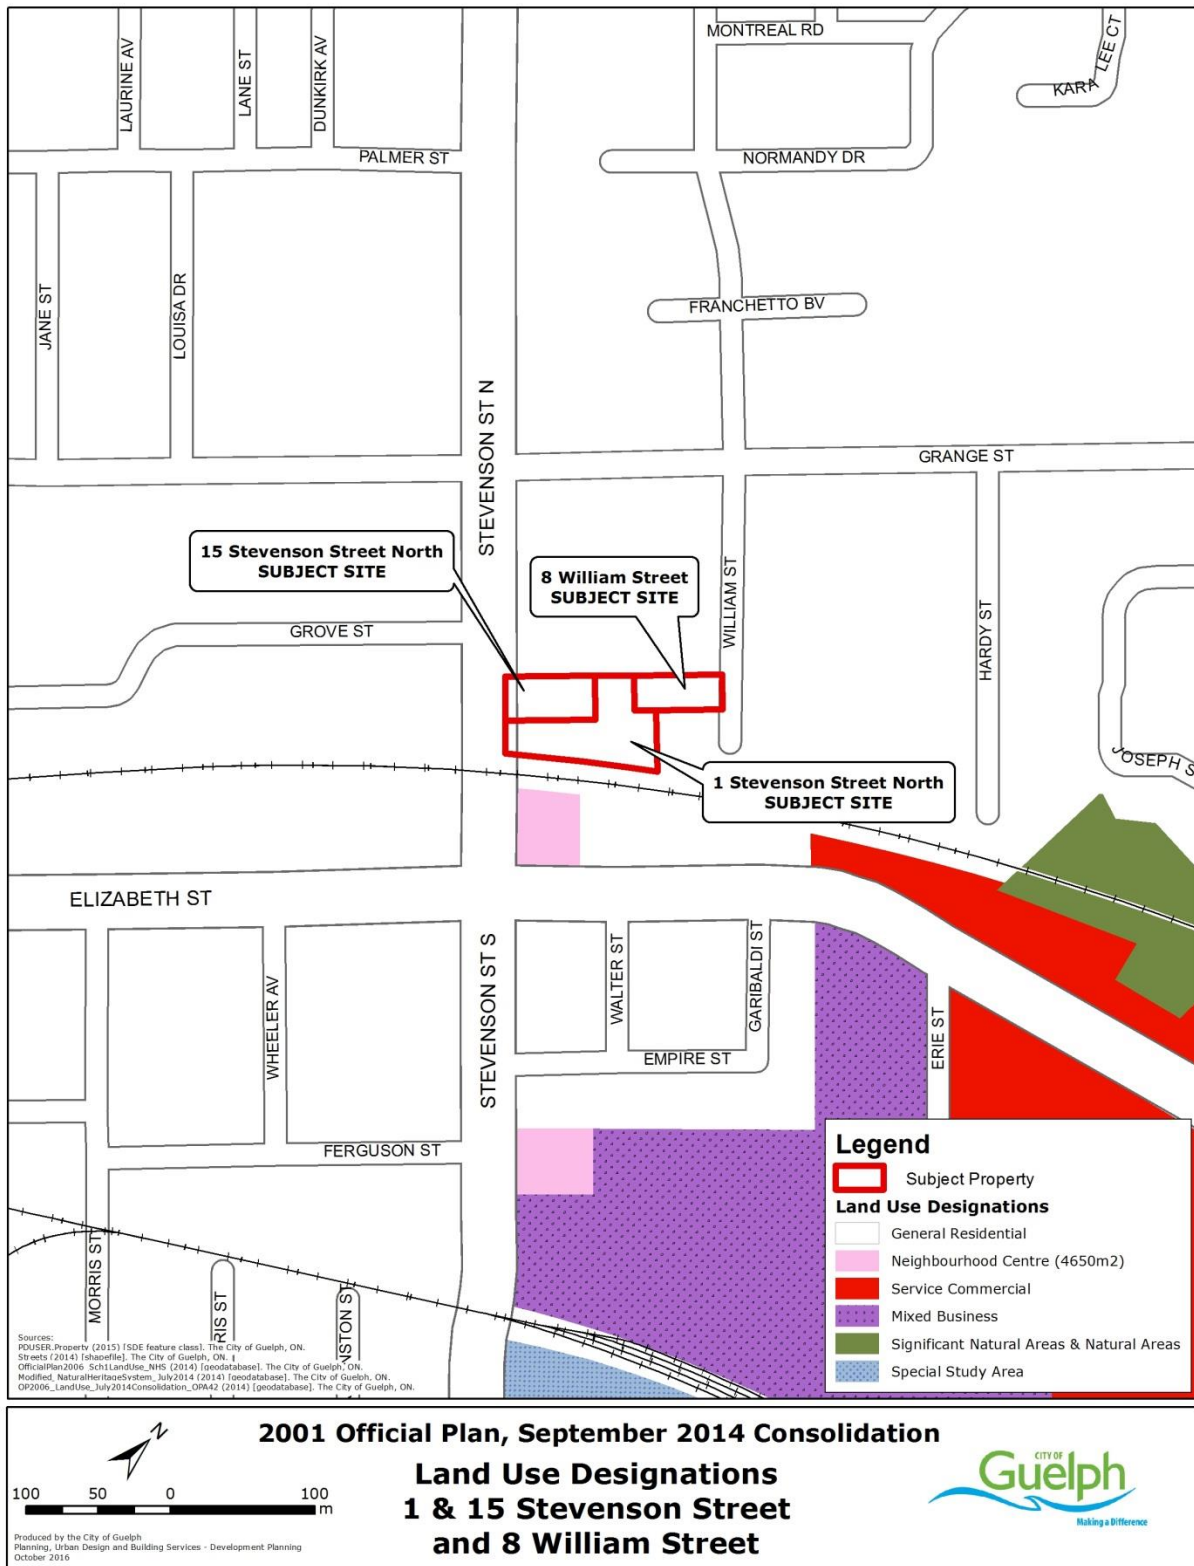 MONTREAL RD
KARA LEE CT
LAURINE AV
LANE ST
DUNKIRK AV
PALMER ST
NORMANDY DR
JANE ST
LOUISA DR
FRANCHETTO BV
STEVENSON ST N
GRANGE ST
15 Stevenson Street North
SUBJECT SITE
8 William Street
SUBJECT SITE
WILLIAM ST
HARDY ST
GROVE ST
JOSEPH S
1 Stevenson Street North
SUBJECT SITE
ELIZABETH ST
STEVENSON ST S
WALTER ST
GARIBALDI ST
WHEELER AV
ERIE ST
EMPIRE ST
FERGUSON ST
MORRIS ST
RIS ST
NSTON ST
Legend
Subject Property
Land Use Designations
General Residential
Neighbourhood Centre (4650m2)
Service Commercial
Mixed Business
Significant Natural Areas & Natural Areas
Special Study Area
Sources:
PDUSER.Property (2015) [SDE feature class]. The City of Guelph, ON.
Streets (2014) [shapefile]. The City of Guelph, ON.
OfficialPlan2006_Sch1LandUse_NHS (2014) [geodatabase]. The City of Guelph, ON.
Modified_NaturalHeritageSystem_July2014 (2014) [geodatabase]. The City of Guelph, ON.
OP2006_LandUse_July2014Consolidation_OPA42 (2014) [geodatabase]. The City of Guelph, ON.
N
100 50 0 100
m
Produced by the City of Guelph
Planning, Urban Design and Building Services - Development Planning
October 2016
2001 Official Plan, September 2014 Consolidation
Land Use Designations
1 & 15 Stevenson Street
and 8 William Street
CITY OF
Guelph
Making a Difference